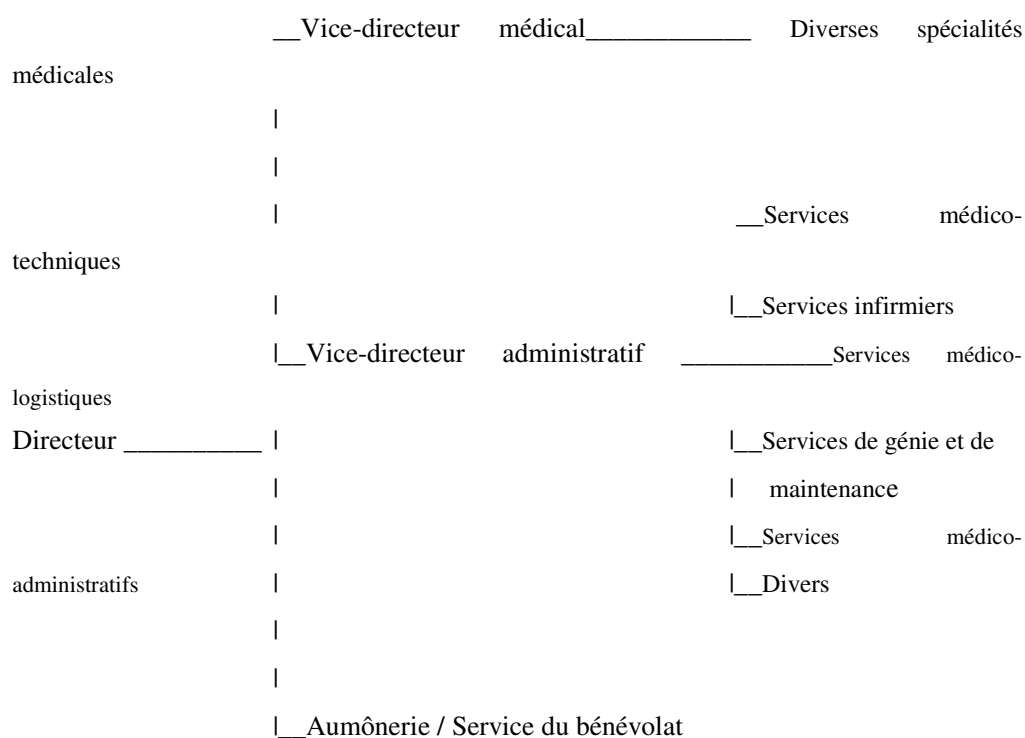 __Vice-directeur médical____________ Diverses spécialités
médicales
|
|
| __Services médico-
techniques
| |__Services infirmiers
|__Vice-directeur administratif ___________Services médico-
logistiques
Directeur __________ | |__Services de génie et de
| | maintenance
| |__Services médico-
administratifs | |__Divers
|
|
|__Aumônerie / Service du bénévolat